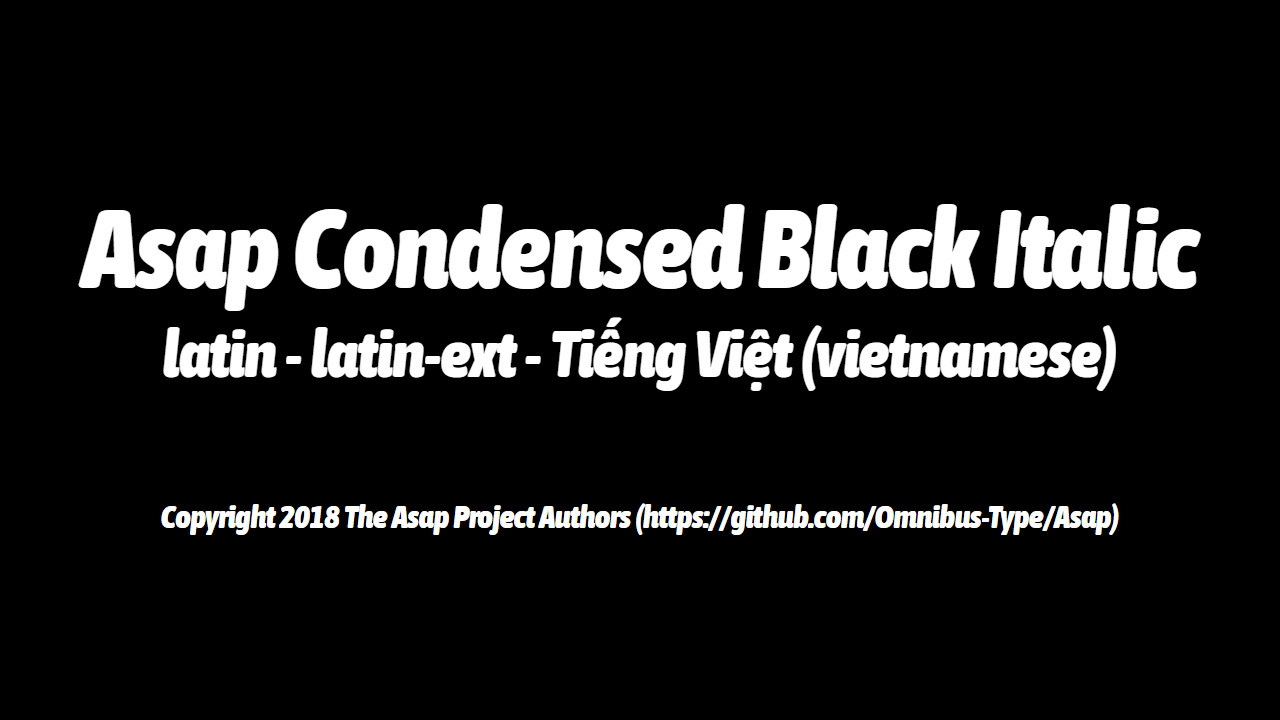 Asap Condensed Black Italic
latin - latin-ext - Tiếng Việt (vietnamese)
Copyright 2018 The Asap Project Authors (https://github.com/Omnibus-Type/Asap)